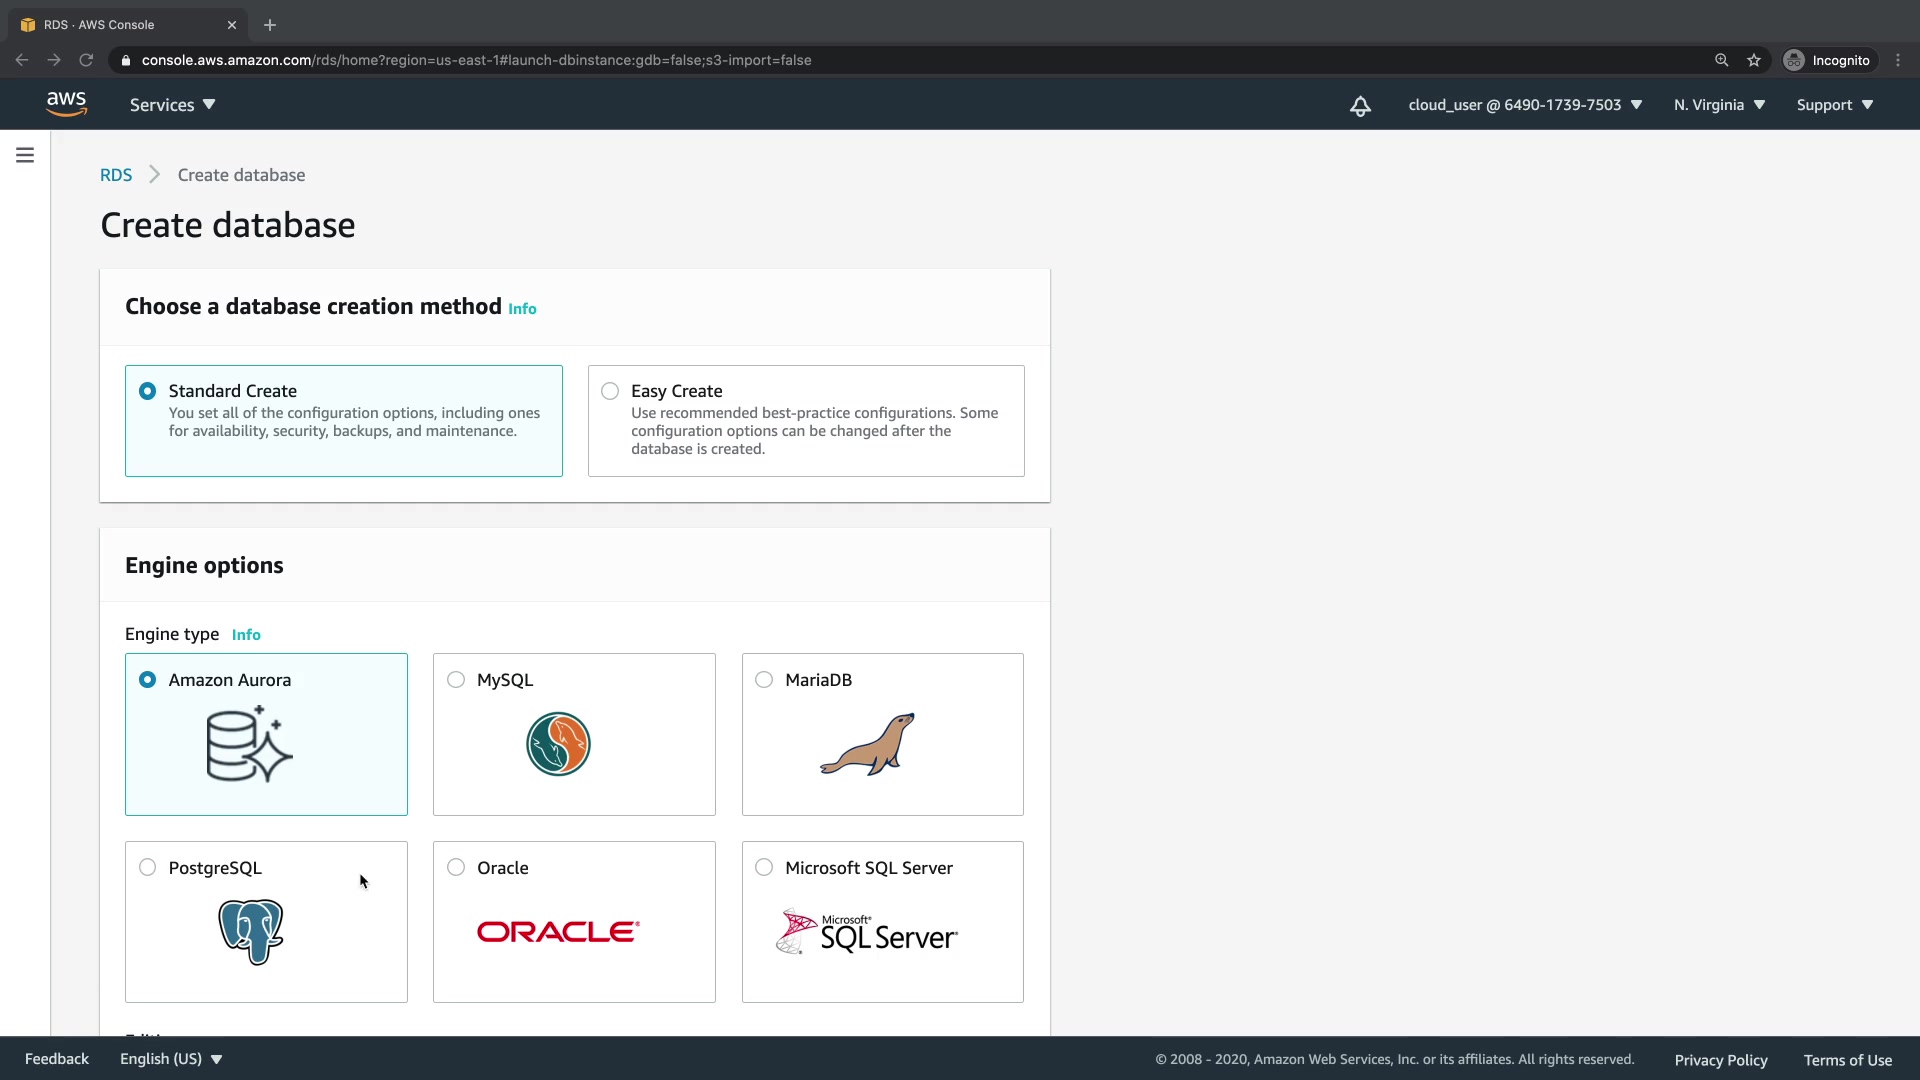 RDS · AWS Console
console.aws.amazon.com/rds/home?region=us-east-1#launch-dbinstance:gdb=false;s3-import=false
Incognito
aws
Services
cloud_user @ 6490-1739-7503
N. Virginia
Support
RDS
Create database
Create database
Choose a database creation method Info
Standard Create
You set all of the configuration options, including ones
for availability, security, backups, and maintenance.
Easy Create
Use recommended best-practice configurations. Some
configuration options can be changed after the
database is created.
Engine options
Engine type Info
Amazon Aurora
MySQL
MariaDB
PostgreSQL
Oracle
ORACLE
Microsoft SQL Server
Microsoft
SQL Server
Feedback
English (US)
© 2008 - 2020, Amazon Web Services, Inc. or its affiliates. All rights reserved.
Privacy Policy
Terms of Use